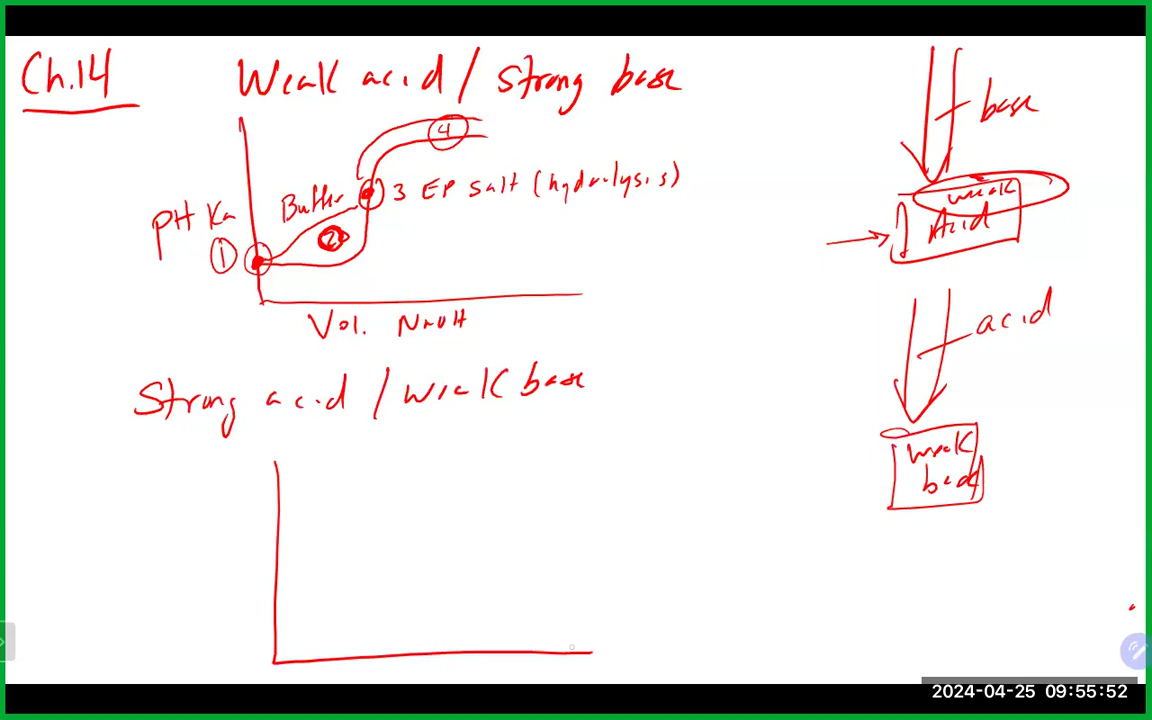 Ch.14
Weak acid / Strong base
base
4
Buffer
3 EP Salt (hydrolysis)
weak
Acid
pH Ka
2
1
Vol. NaOH
acid
Strong acid / weak base
weak
base
2024-04-25 09:55:52